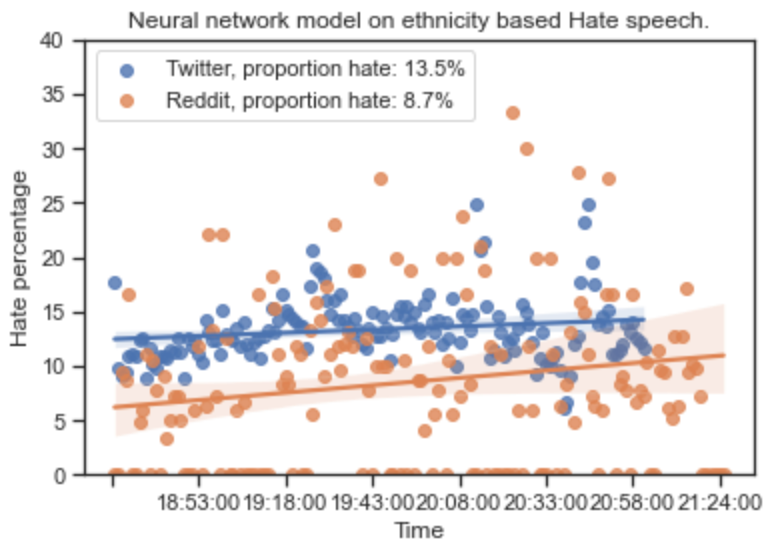 Neural network model on ethnicity based Hate speech.
Twitter, proportion hate: 13.5%
Reddit, proportion hate: 8.7%
Hate percentage
40
35
30
25
20
15
10
5
0
18:53:00 19:18:00 19:43:00 20:08:00 20:33:00 20:58:00 21:24:00
Time